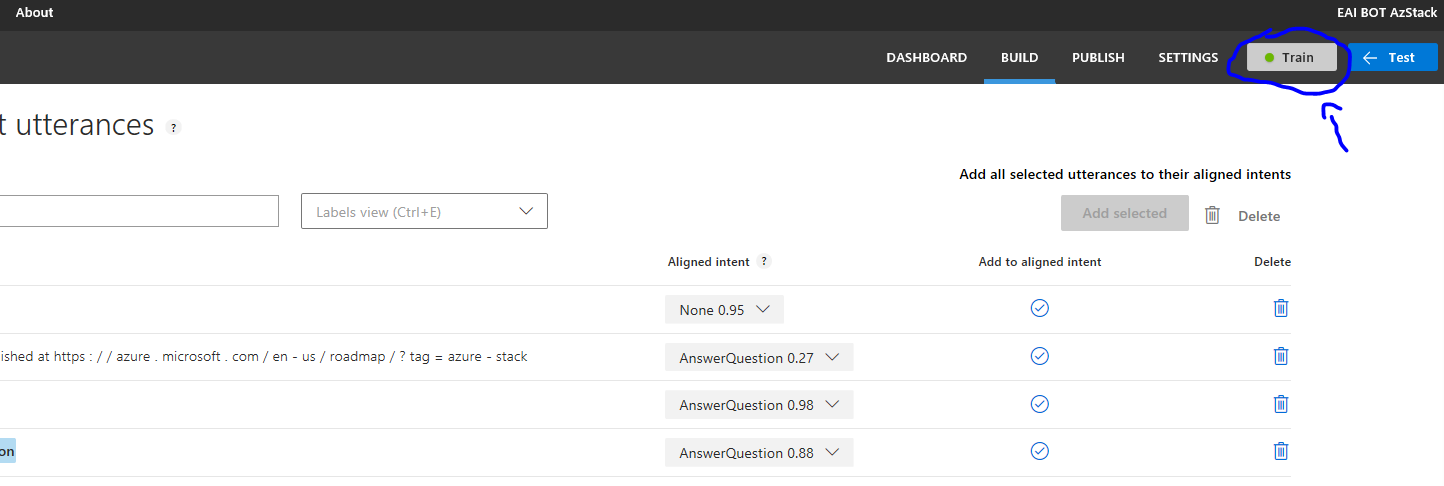 About EAI BOT AzStack
DASHBOARD BUILD PUBLISH SETTINGS Train Test
t utterances ?
Add all selected utterances to their aligned intents
Labels view (Ctrl+E) Add selected Delete
Aligned intent ? Add to aligned intent Delete
None 0.95
ished at https : / / azure . microsoft . com / en - us / roadmap / ? tag = azure - stack AnswerQuestion 0.27
AnswerQuestion 0.98
on AnswerQuestion 0.88